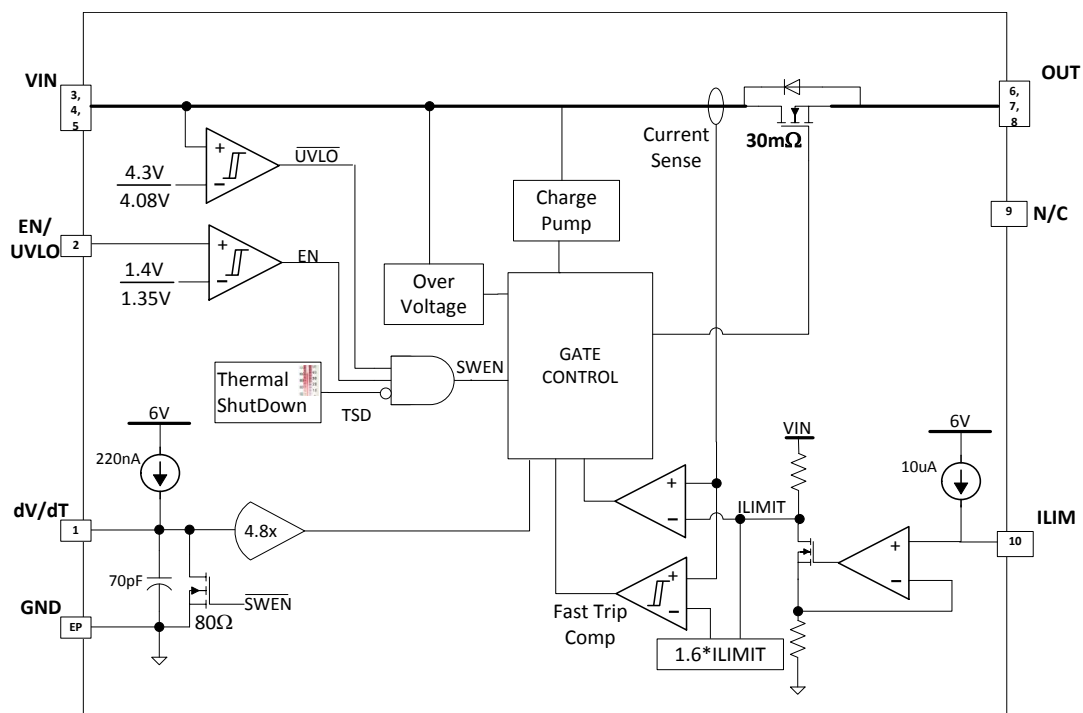 VIN
3,
4,
5
OUT
6,
7,
8
Current
Sense
30mΩ
UVLO
4.3V
4.08V
Charge
Pump
9
N/C
EN/
UVLO
2
EN
1.4V
1.35V
Over
Voltage
GATE
CONTROL
SWEN
Thermal
ShutDown
TSD
6V
220nA
VIN
6V
10uA
dV/dT
1
4.8x
ILIMIT
ILIM
10
70pF
SWEN
80Ω
GND
EP
Fast Trip
Comp
1.6*ILIMIT
+
−
+
−
+
−
+
−
+
−